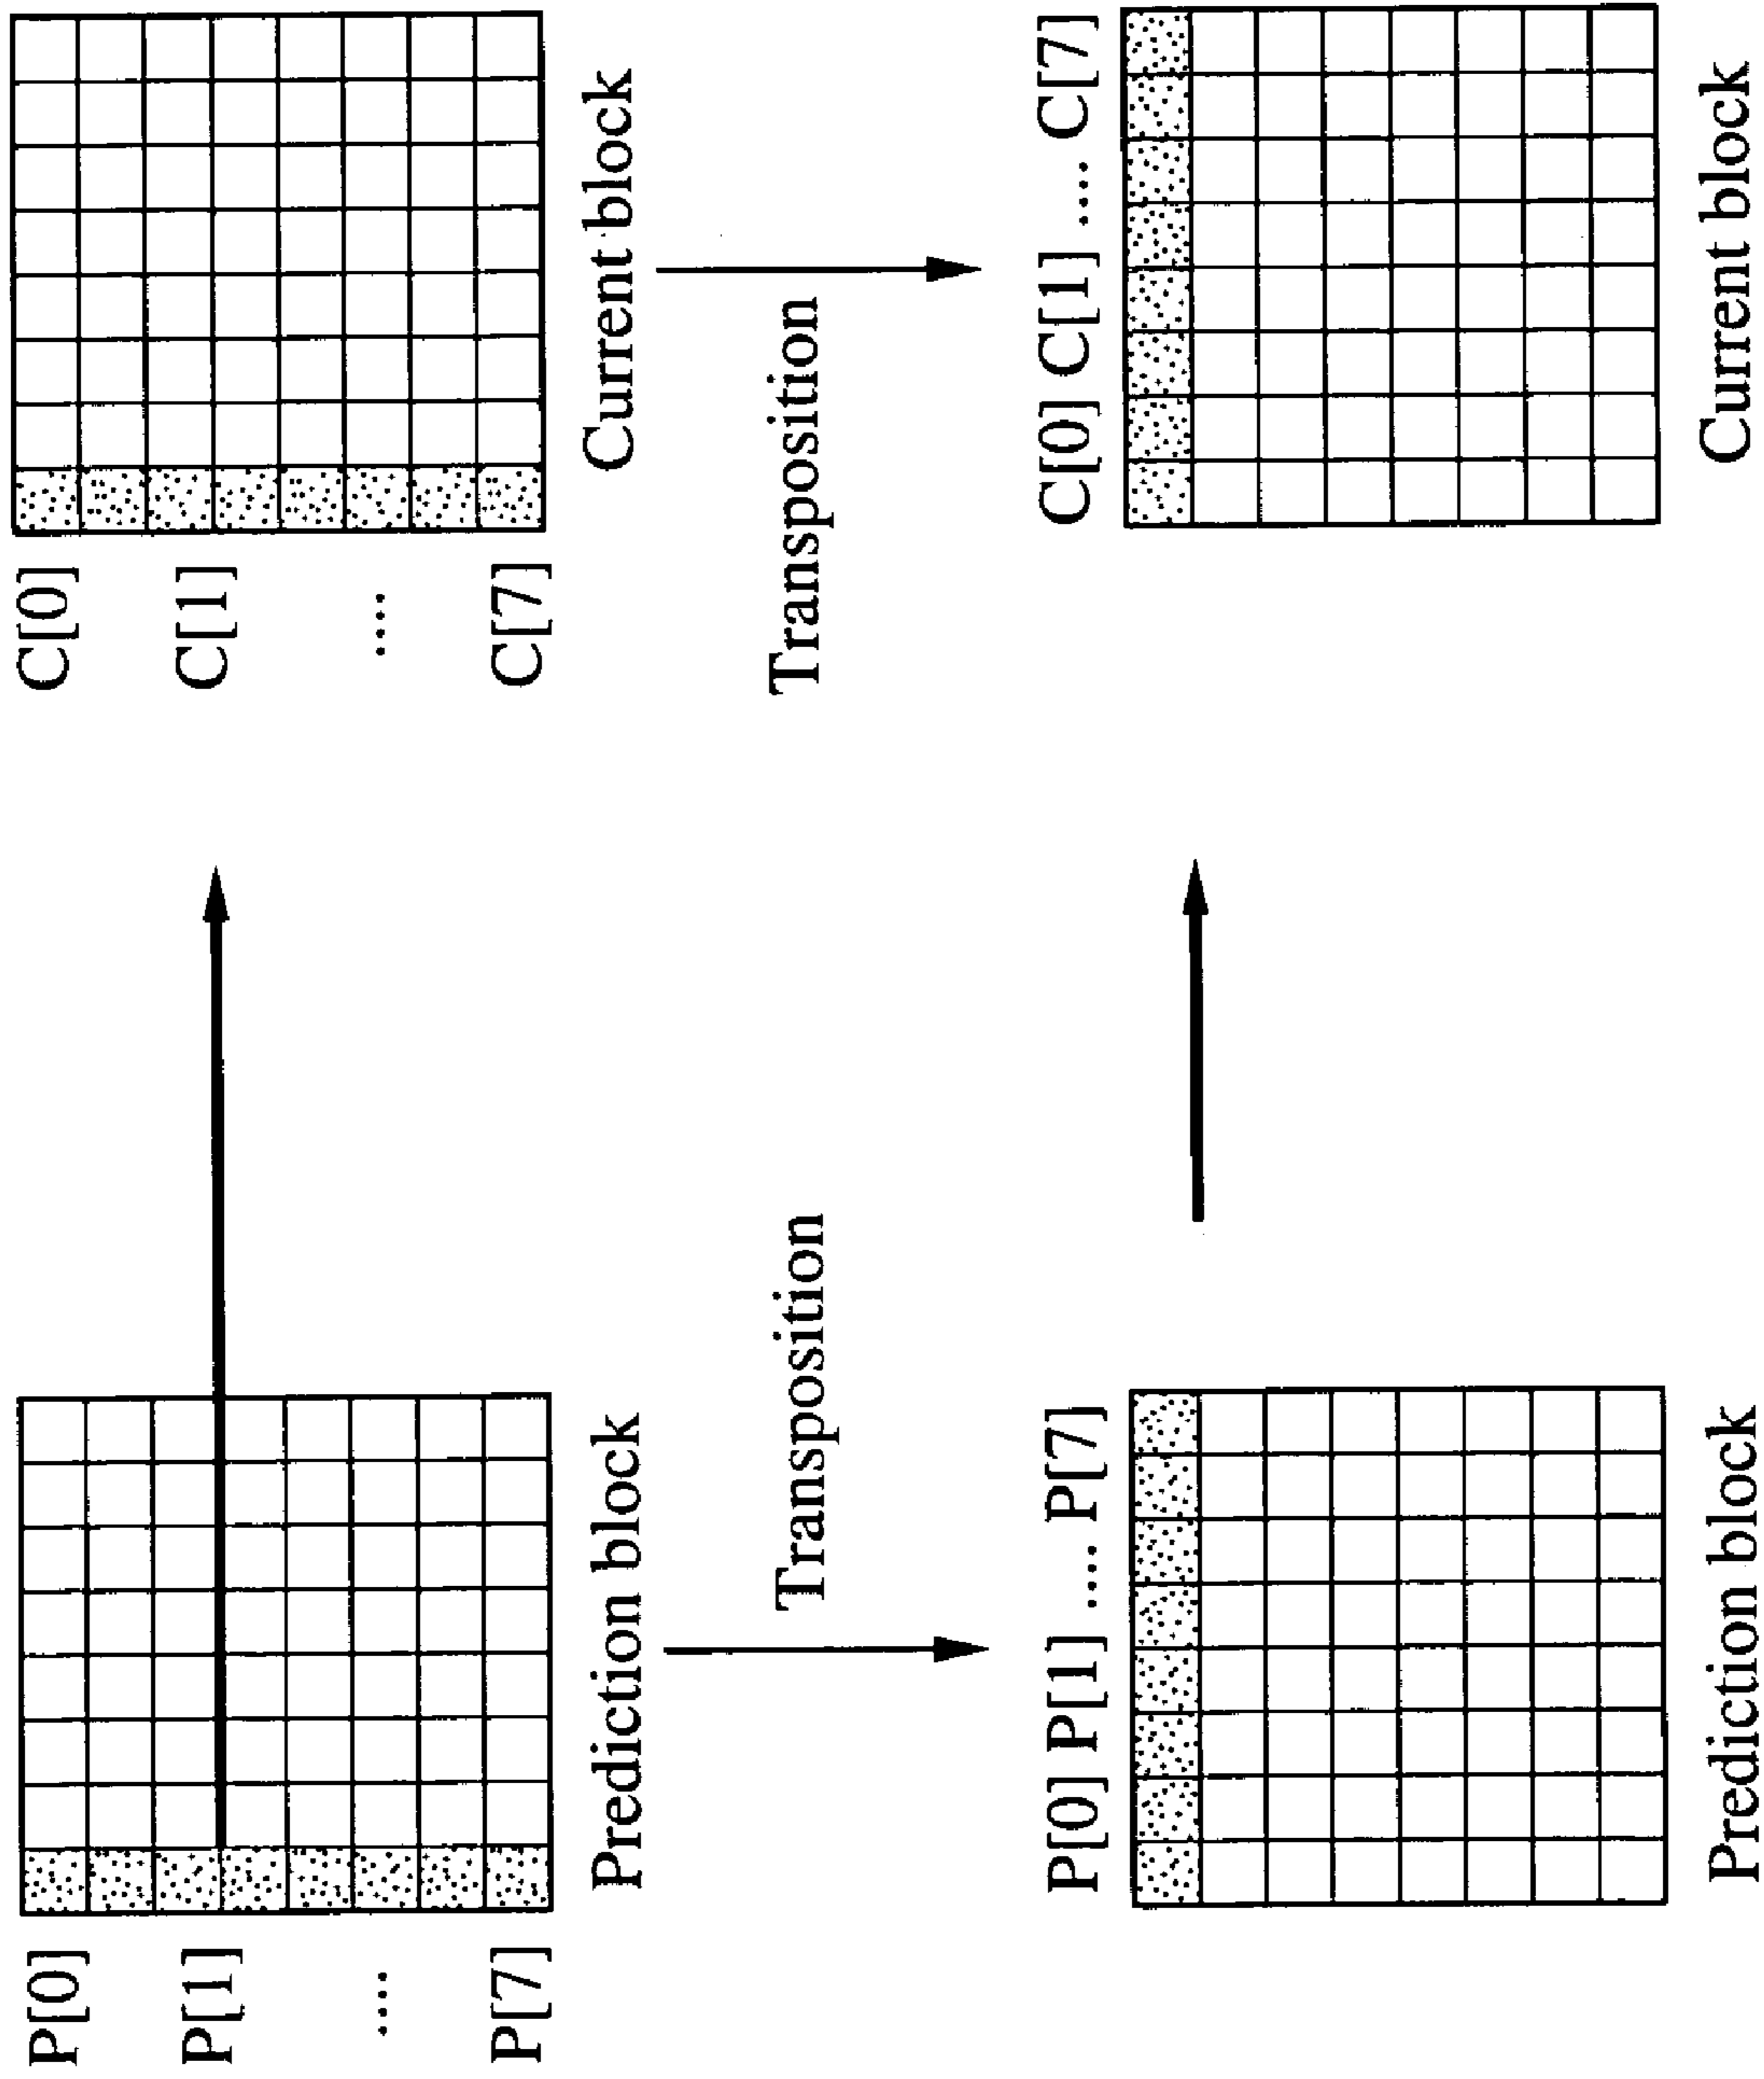 P[0]
P[1]
....
P[7]
C[0]
C[1]
....
C[7]
Prediction block
Current block
Transposition
Transposition
P[0] P[1] .... P[7]
C[0] C[1] .... C[7]
Prediction block
Current block